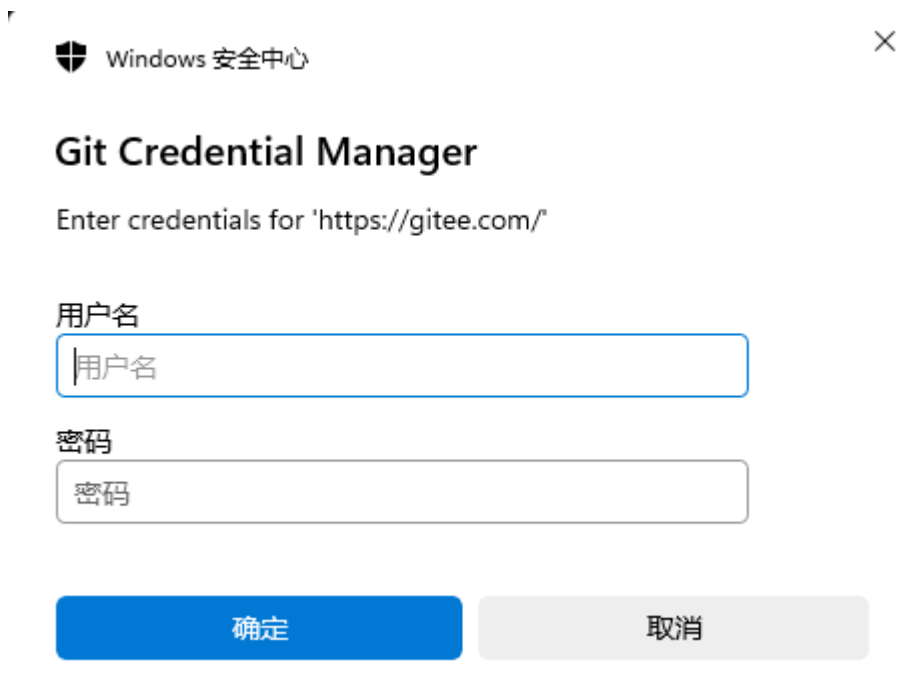 Windows 安全中心
Git Credential Manager
Enter credentials for 'https://gitee.com/'
用户名
用户名
密码
密码
确定 取消